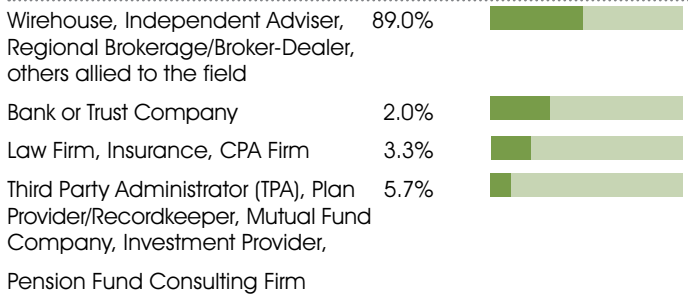 Wirehouse, Independent Adviser, 89.0%
Regional Brokerage/Broker-Dealer,
others allied to the field
Bank or Trust Company 2.0%
Law Firm, Insurance, CPA Firm 3.3%
Third Party Administrator (TPA), Plan 5.7%
Provider/Recordkeeper, Mutual Fund
Company, Investment Provider,
Pension Fund Consulting Firm